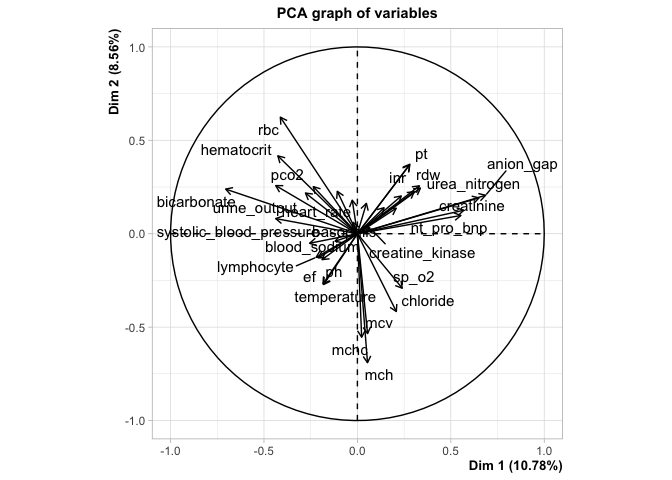 PCA graph of variables
Dim 2 (8.56%)
1.0
rbc
pt
hematocrit
0.5
anion_gap
pco2
inr
rdw
urea_nitrogen
bicarbonate
urine_output
heart_rate
creatinine
nt_pro_bnp
0.0
systolic_blood_pressure
basophils
blood_sodium
creatine_kinase
lymphocyte
ef
ph
sp_o2
temperature
chloride
-0.5
mcv
mchc
mch
-1.0
-1.0
-0.5
0.0
0.5
1.0
Dim 1 (10.78%)